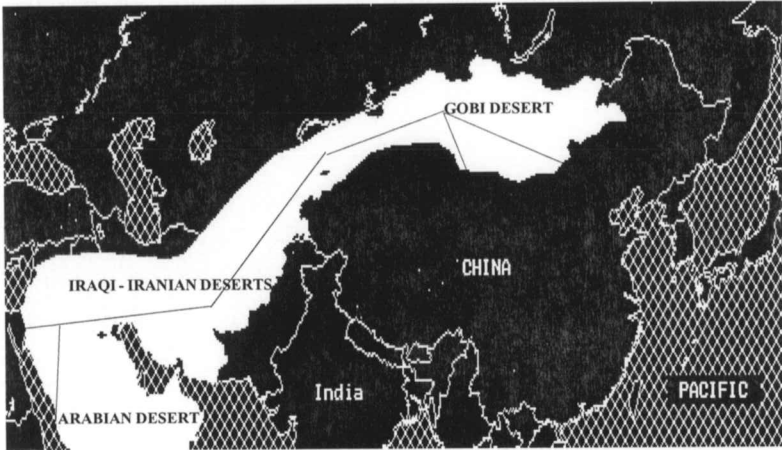 GOBI DESERT
CHINA
IRAQI - IRANIAN DESERTS
India
PACIFIC
ARABIAN DESERT